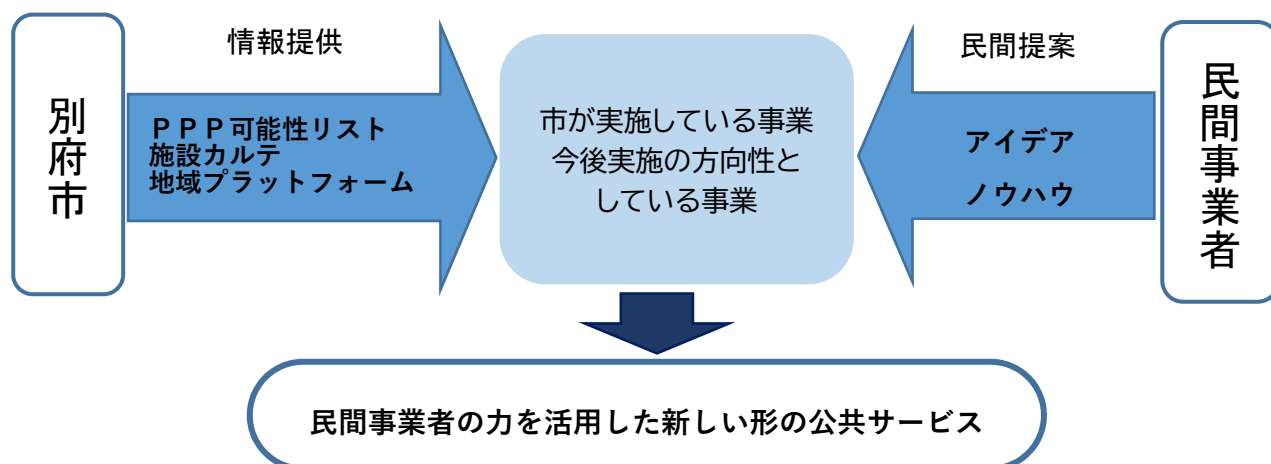 別府市
情報提供
ＰＰＰ可能性リスト
施設カルテ
地域プラットフォーム
市が実施している事業
今後実施の方向性と
している事業
民間提案
アイデア
ノウハウ
民間事業者
民間事業者の力を活用した新しい形の公共サービス